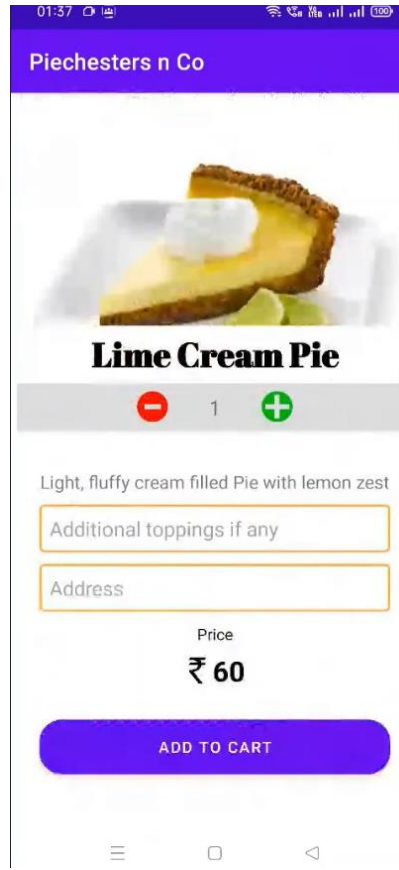 01:37
100
Piechesters n Co
Lime Cream Pie
1
Light, fluffy cream filled Pie with lemon zest
Additional toppings if any
Address
Price
₹ 60
ADD TO CART